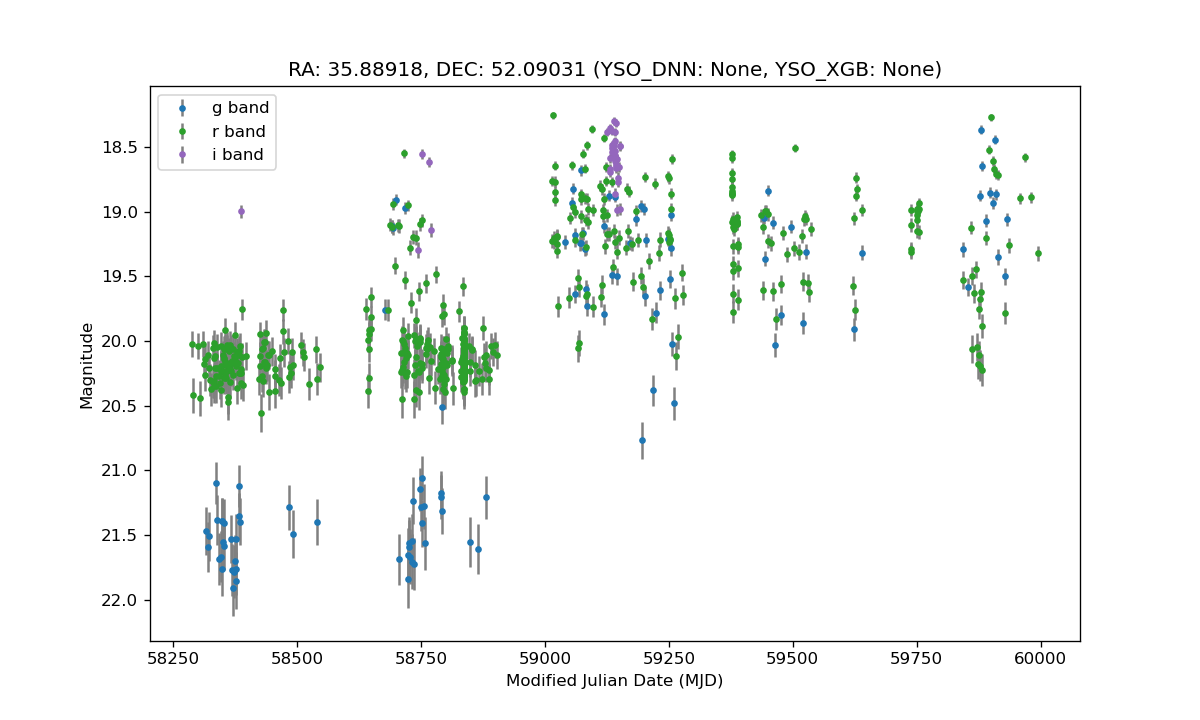 RA: 35.88918, DEC: 52.09031 (YSO_DNN: None, YSO_XGB: None)
g band
r band
i band
18.5
19.0
19.5
20.0
20.5
21.0
21.5
22.0
Magnitude
58250 58500 58750 59000 59250 59500 59750 60000
Modified Julian Date (MJD)